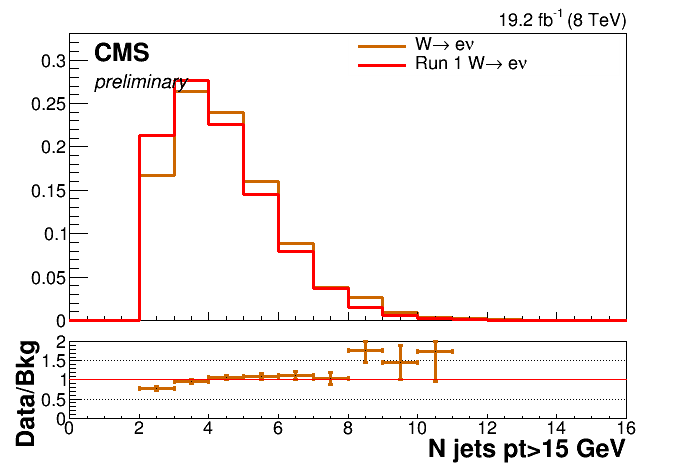 19.2 fb⁻¹ (8 TeV)
CMS
preliminary
W→ eν
Run 1 W→ eν
0.3
0.25
0.2
0.15
0.1
0.05
0
Data/Bkg
2
1.5
1
0.5
0
0 2 4 6 8 10 12 14 16
N jets pt>15 GeV